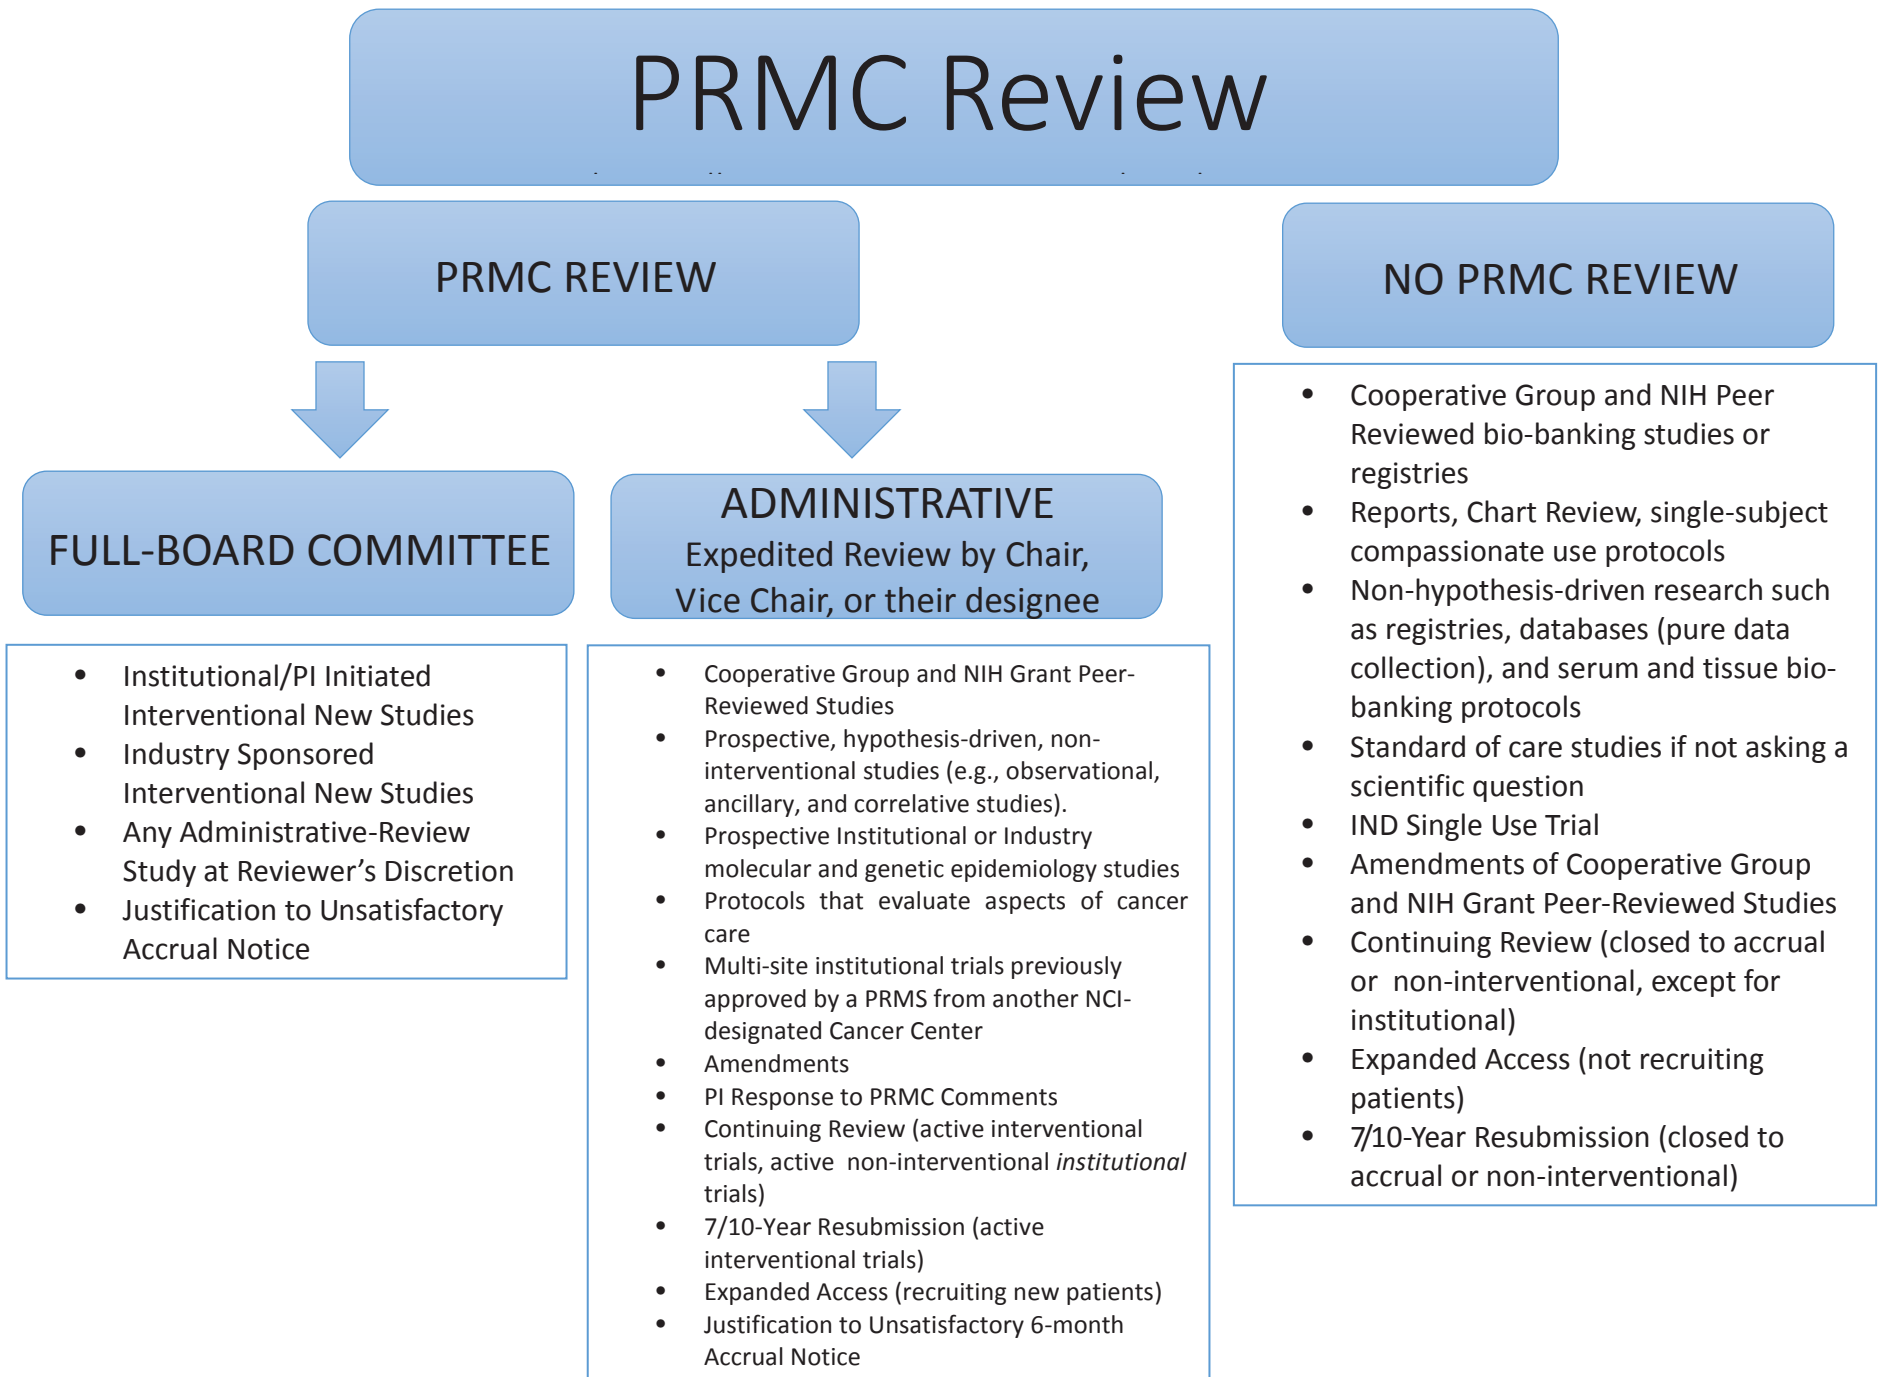 PRMC Review
PRMC REVIEW
NO PRMC REVIEW
FULL-BOARD COMMITTEE
• Institutional/PI Initiated
Interventional New Studies
• Industry Sponsored
Interventional New Studies
• Any Administrative-Review
Study at Reviewer’s Discretion
• Justification to Unsatisfactory
Accrual Notice
ADMINISTRATIVE
Expedited Review by Chair,
Vice Chair, or their designee
• Cooperative Group and NIH Grant Peer-
Reviewed Studies
• Prospective, hypothesis-driven, non-
interventional studies (e.g., observational,
ancillary, and correlative studies).
• Prospective Institutional or Industry
molecular and genetic epidemiology studies
• Protocols that evaluate aspects of cancer
care
• Multi-site institutional trials previously
approved by a PRMS from another NCI-
designated Cancer Center
• Amendments
• PI Response to PRMC Comments
• Continuing Review (active interventional
trials, active non-interventional institutional
trials)
• 7/10-Year Resubmission (active
interventional trials)
• Expanded Access (recruiting new patients)
• Justification to Unsatisfactory 6-month
Accrual Notice
• Cooperative Group and NIH Peer
Reviewed bio-banking studies or
registries
• Reports, Chart Review, single-subject
compassionate use protocols
• Non-hypothesis-driven research such
as registries, databases (pure data
collection), and serum and tissue bio-
banking protocols
• Standard of care studies if not asking a
scientific question
• IND Single Use Trial
• Amendments of Cooperative Group
and NIH Grant Peer-Reviewed Studies
• Continuing Review (closed to accrual
or non-interventional, except for
institutional)
• Expanded Access (not recruiting
patients)
• 7/10-Year Resubmission (closed to
accrual or non-interventional)